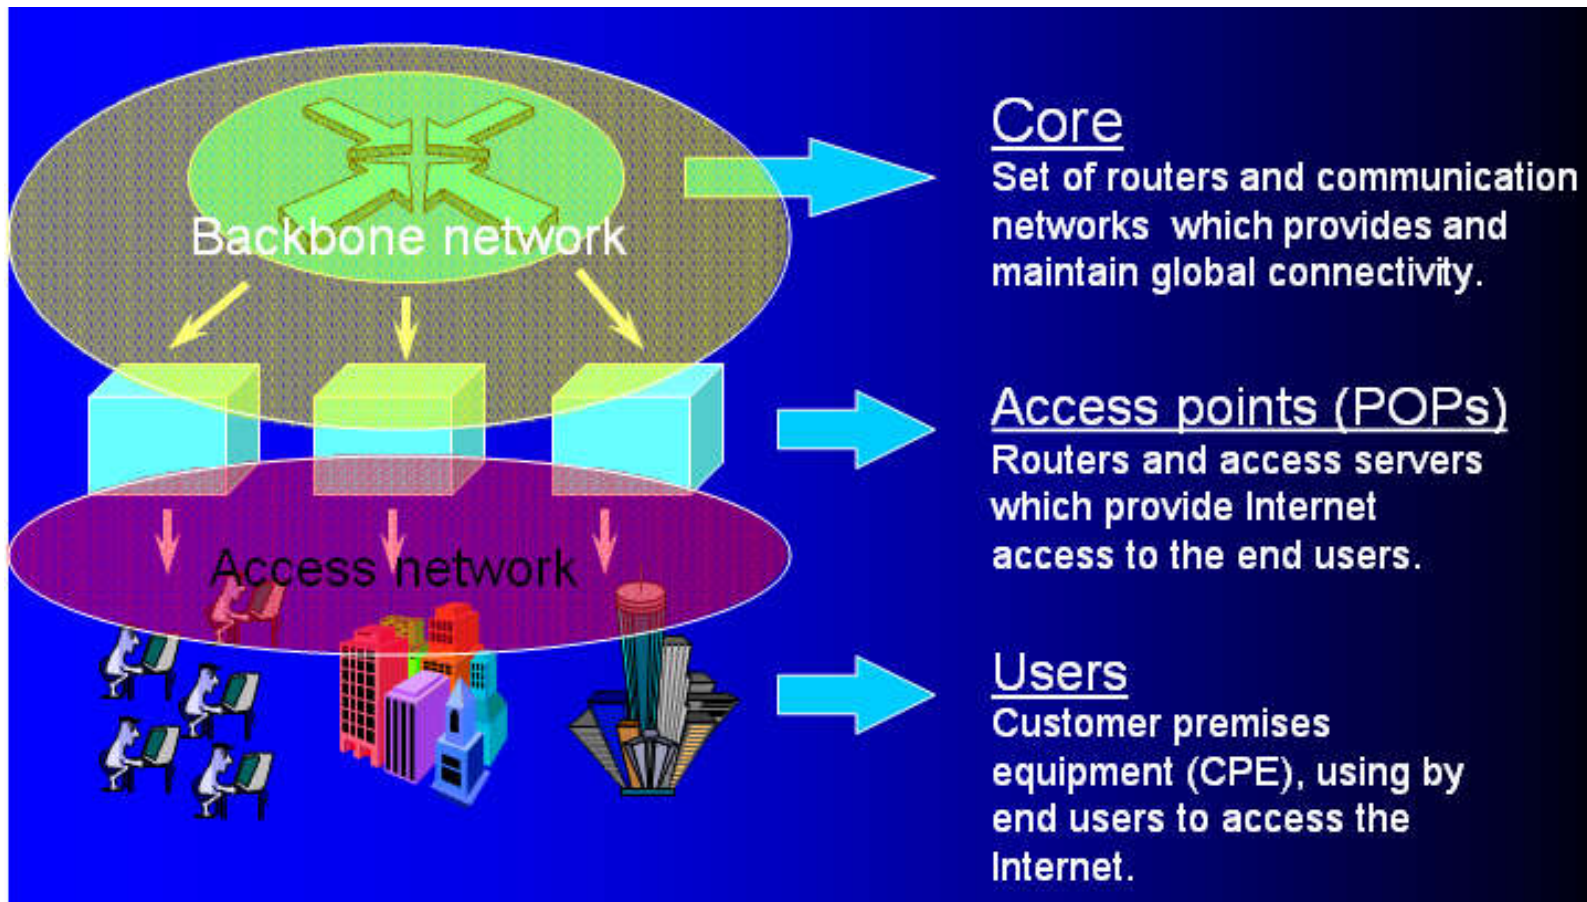 Backbone network
Access network
Core
Set of routers and communication
networks which provides and
maintain global connectivity.
Access points (POPs)
Routers and access servers
which provide Internet
access to the end users.
Users
Customer premises
equipment (CPE), using by
end users to access the
Internet.